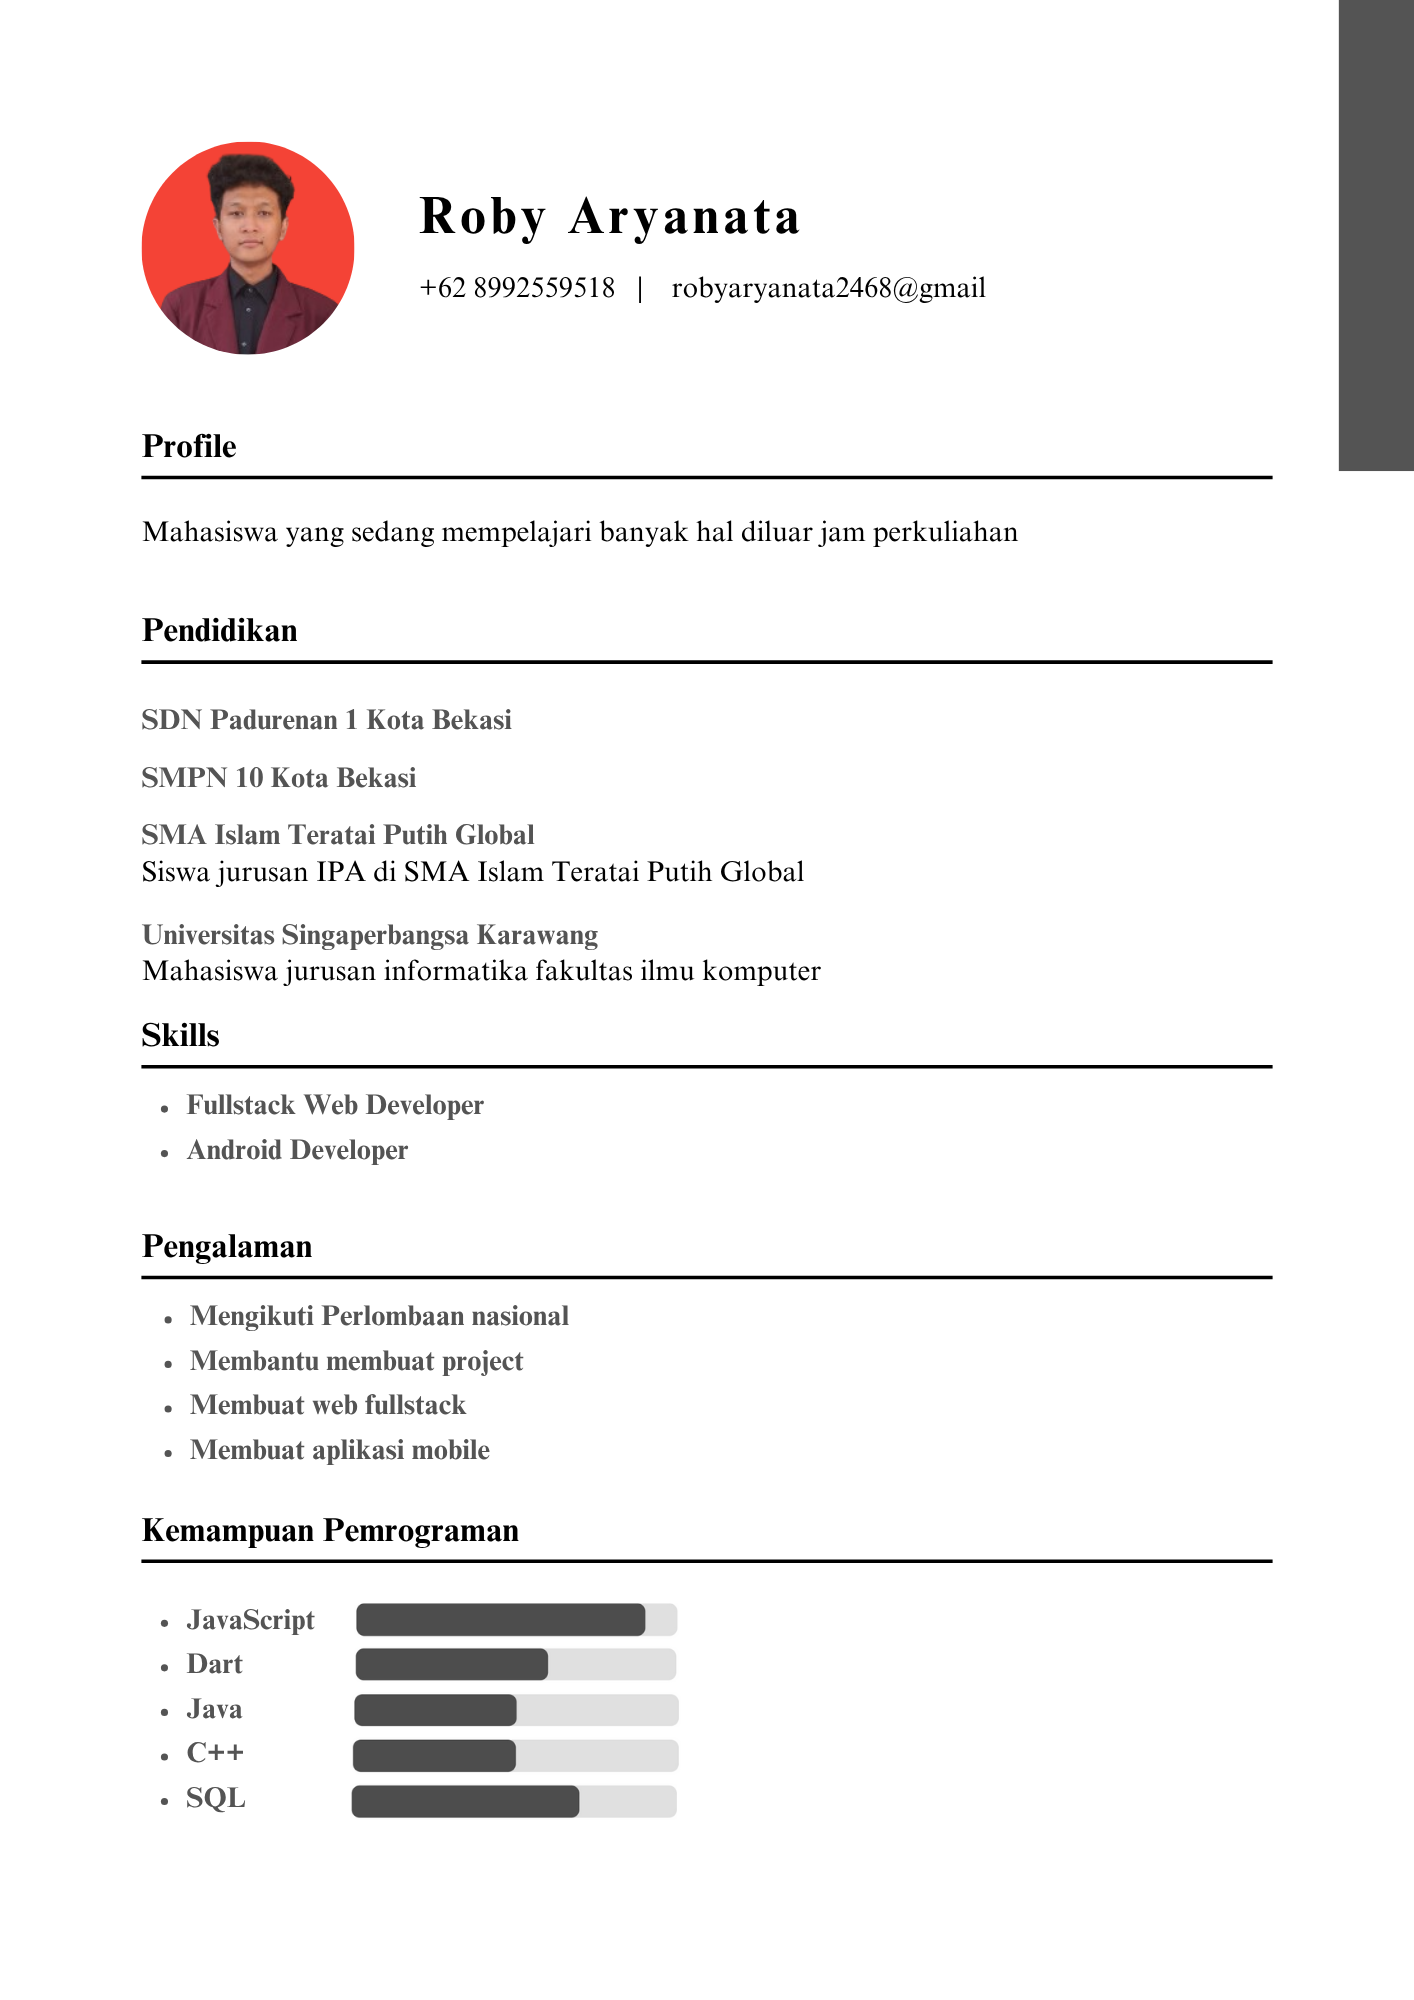 Roby Aryanata
+62 8992559518 | robyaryanata2468@gmail
Profile
Mahasiswa yang sedang mempelajari banyak hal diluar jam perkuliahan
Pendidikan
SDN Padurenan 1 Kota Bekasi
SMPN 10 Kota Bekasi
SMA Islam Teratai Putih Global
Siswa jurusan IPA di SMA Islam Teratai Putih Global
Universitas Singaperbangsa Karawang
Mahasiswa jurusan informatika fakultas ilmu komputer
Skills
• Fullstack Web Developer
• Android Developer
Pengalaman
• Mengikuti Perlombaan nasional
• Membantu membuat project
• Membuat web fullstack
• Membuat aplikasi mobile
Kemampuan Pemrograman
• JavaScript
• Dart
• Java
• C++
• SQL